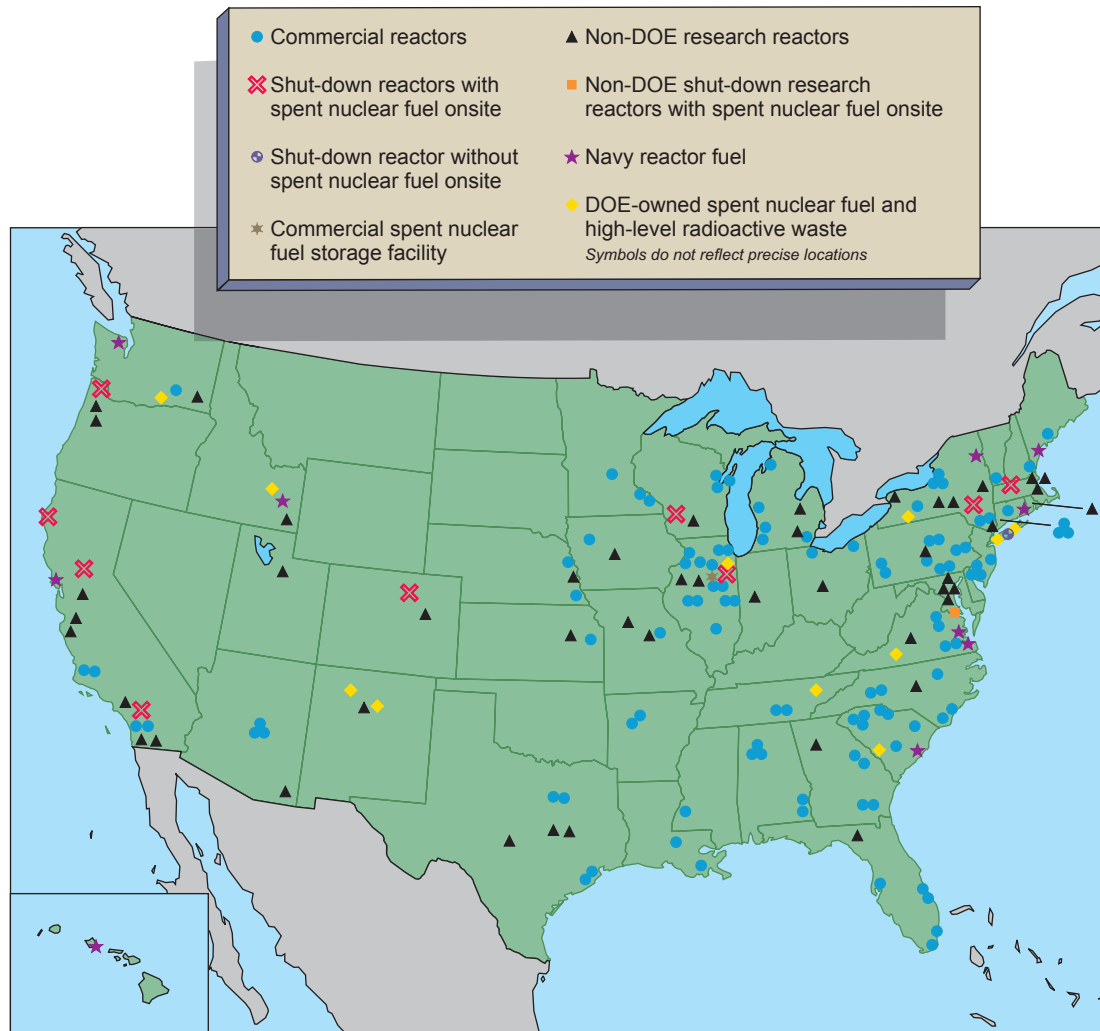 Commercial reactors
Shut-down reactors with
spent nuclear fuel onsite
Shut-down reactor without
spent nuclear fuel onsite
Commercial spent nuclear
fuel storage facility
Non-DOE research reactors
Non-DOE shut-down research
reactors with spent nuclear fuel onsite
Navy reactor fuel
DOE-owned spent nuclear fuel and
high-level radioactive waste
Symbols do not reflect precise locations